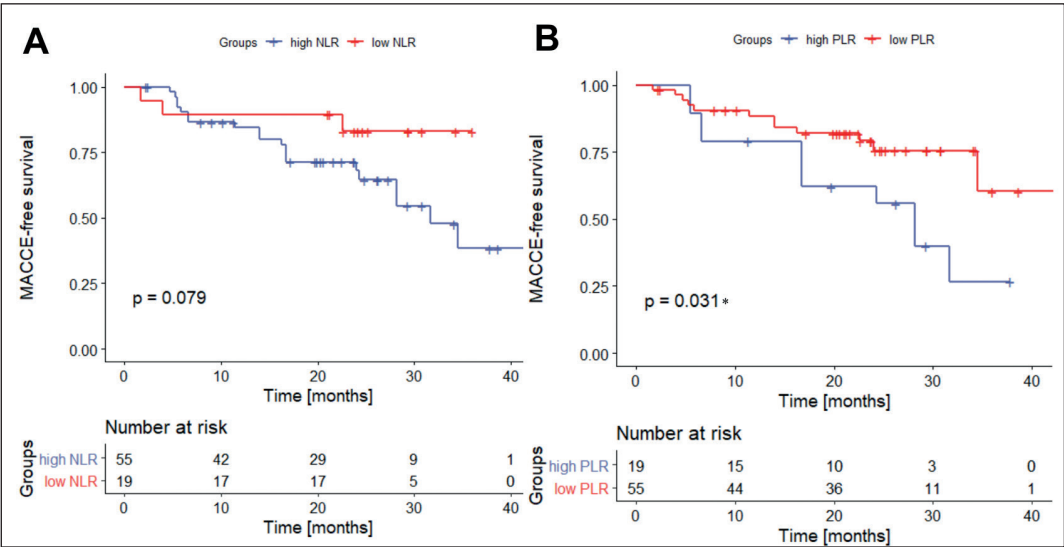 A
Groups high NLR low NLR
MACCE-free survival
1.00
0.75
0.50
0.25
0.00
p = 0.079
0 10 20 30 40
Time [months]
Number at risk
Groups
high NLR 55 42 29 9 1
low NLR 19 17 17 5 0
0 10 20 30 40
Time [months]
B
Groups high PLR low PLR
MACCE-free survival
1.00
0.75
0.50
0.25
0.00
p = 0.031*
0 10 20 30 40
Time [months]
Number at risk
Groups
high PLR 19 15 10 3 0
low PLR 55 44 36 11 1
0 10 20 30 40
Time [months]